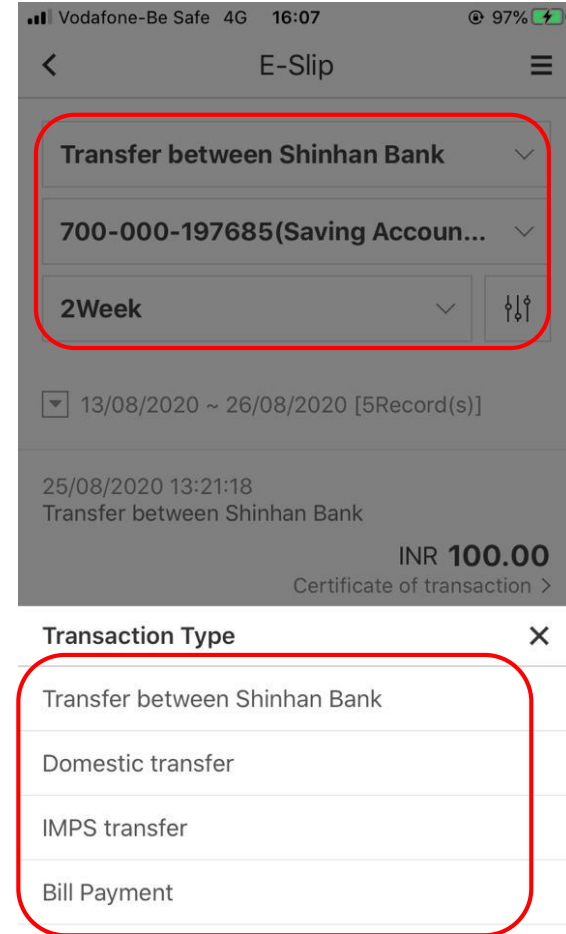 Vodafone-Be Safe 4G 16:07 97%
E-Slip
Transfer between Shinhan Bank
700-000-197685(Saving Accoun...
2Week
13/08/2020 ~ 26/08/2020 [5Record(s)]
25/08/2020 13:21:18
Transfer between Shinhan Bank
INR 100.00
Certificate of transaction >
Transaction Type
Transfer between Shinhan Bank
Domestic transfer
IMPS transfer
Bill Payment